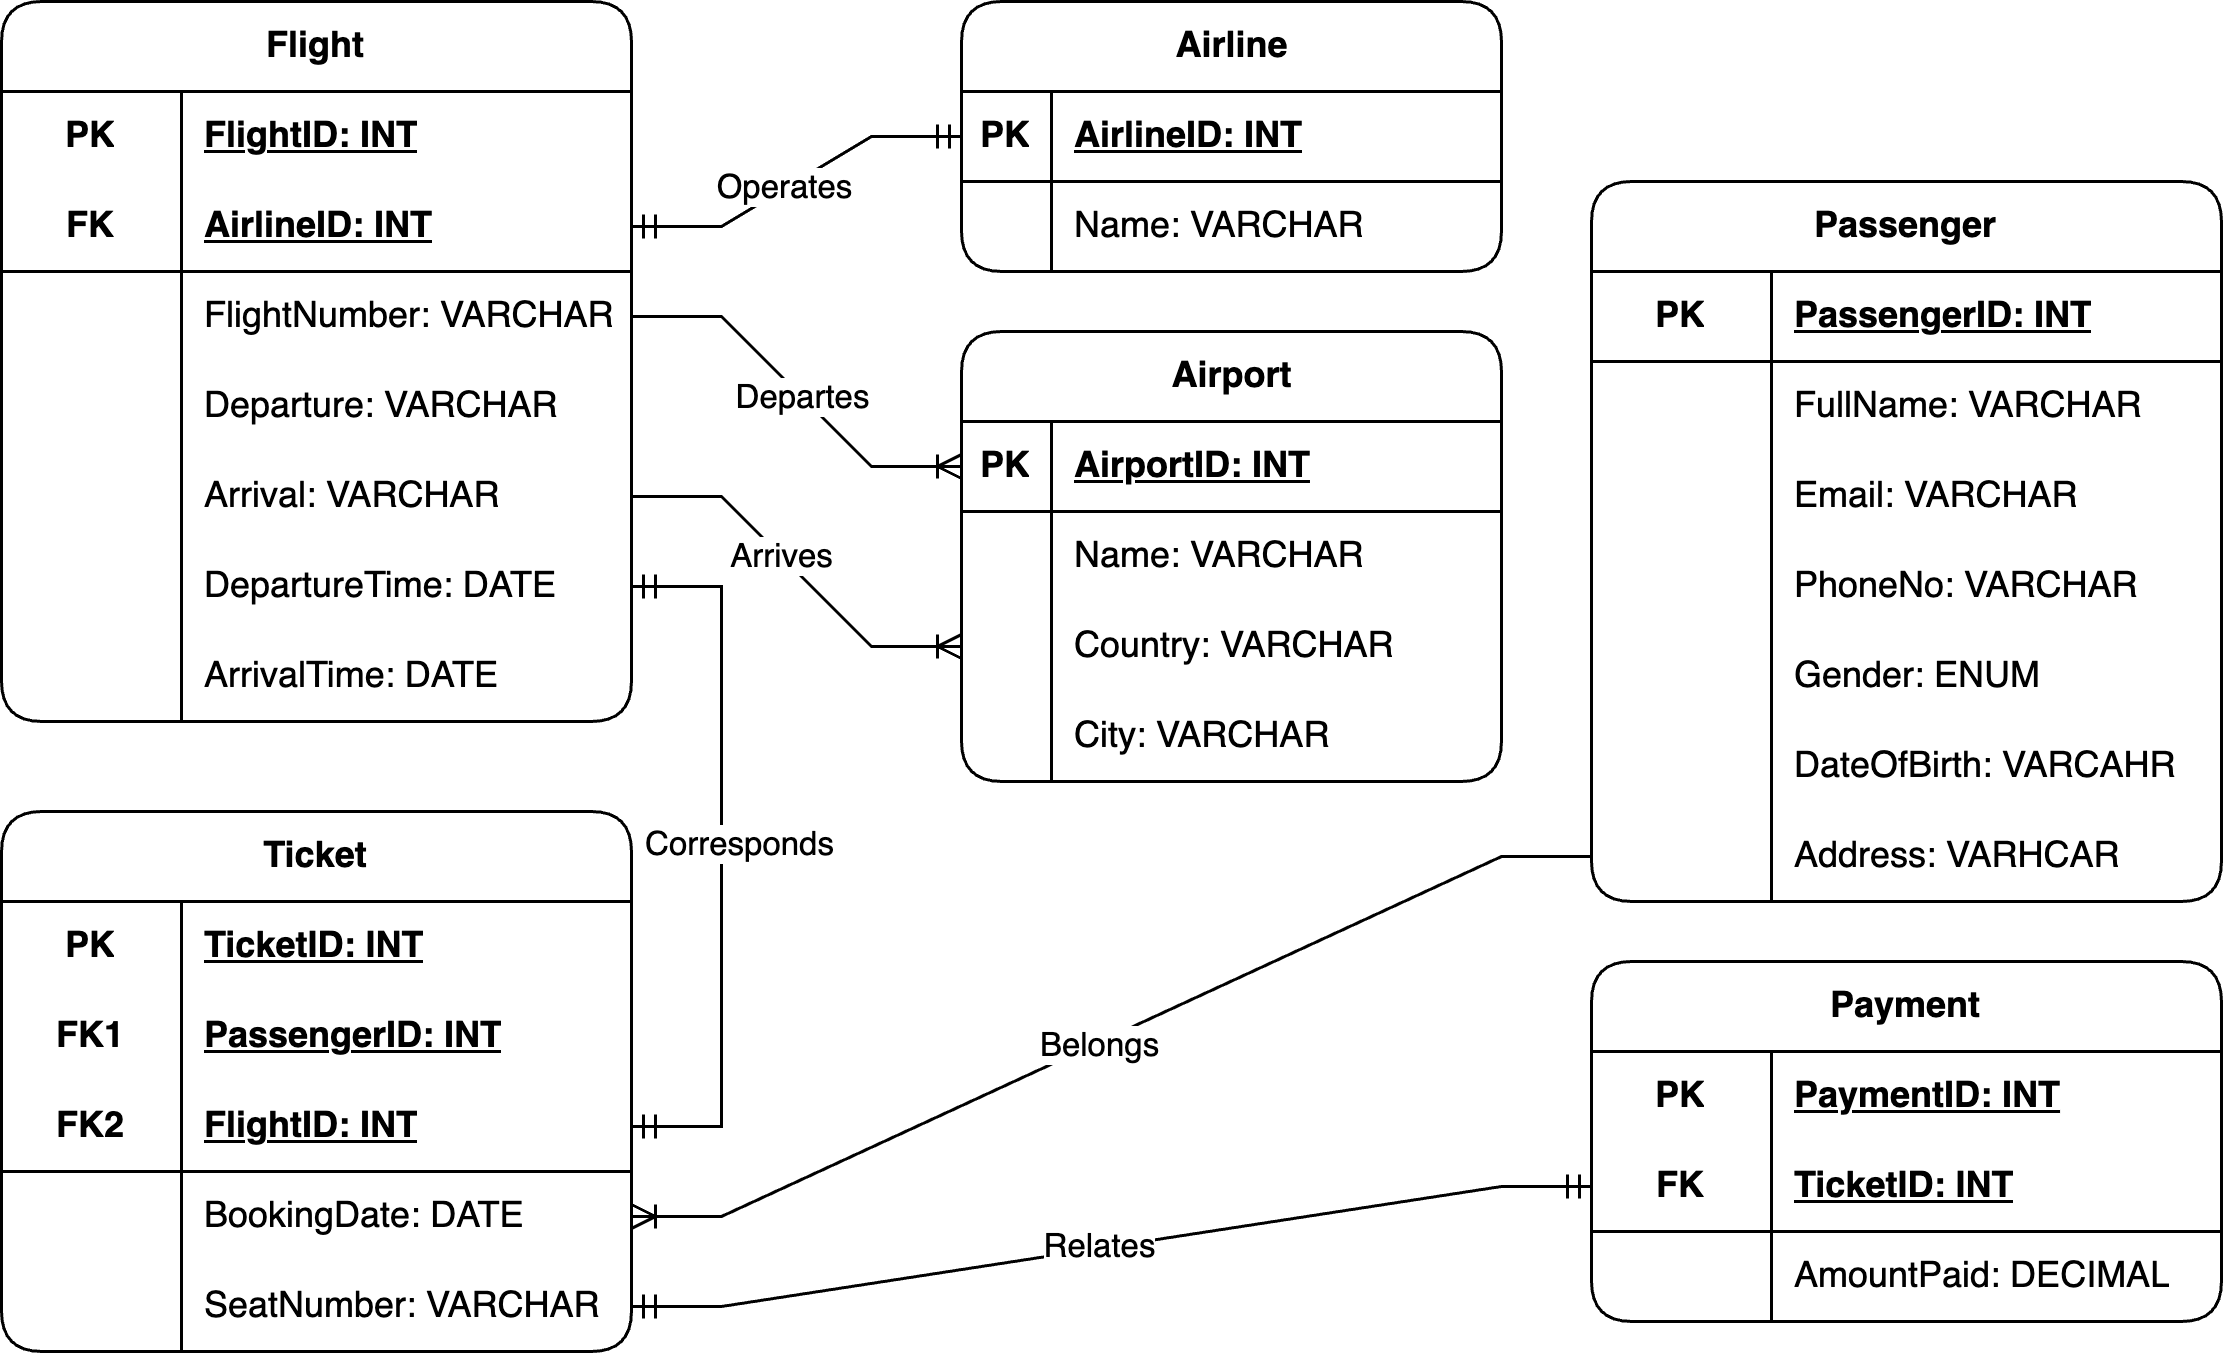 Flight
PK FlightID: INT
FK AirlineID: INT
FlightNumber: VARCHAR
Departure: VARCHAR
Arrival: VARCHAR
DepartureTime: DATE
ArrivalTime: DATE
Operates
Departes
Arrives
Corresponds
Airline
PK AirlineID: INT
Name: VARCHAR
Airport
PK AirportID: INT
Name: VARCHAR
Country: VARCHAR
City: VARCHAR
Passenger
PK PassengerID: INT
FullName: VARCHAR
Email: VARCHAR
PhoneNo: VARCHAR
Gender: ENUM
DateOfBirth: VARCAHR
Address: VARHCAR
Ticket
PK TicketID: INT
FK1 PassengerID: INT
FK2 FlightID: INT
BookingDate: DATE
SeatNumber: VARCHAR
Belongs
Relates
Payment
PK PaymentID: INT
FK TicketID: INT
AmountPaid: DECIMAL